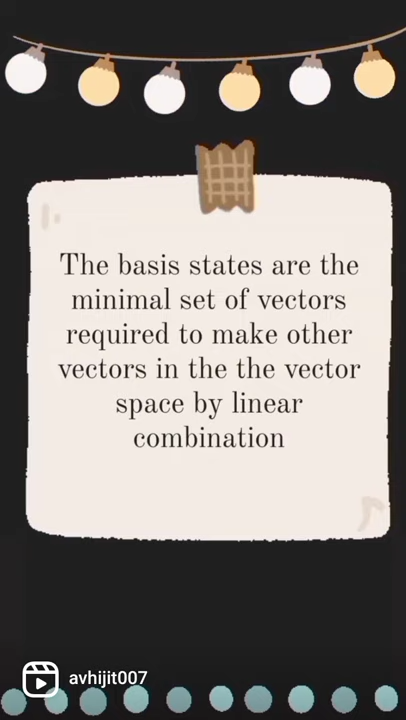 The basis states are the
minimal set of vectors
required to make other
vectors in the the vector
space by linear
combination
avhijit007